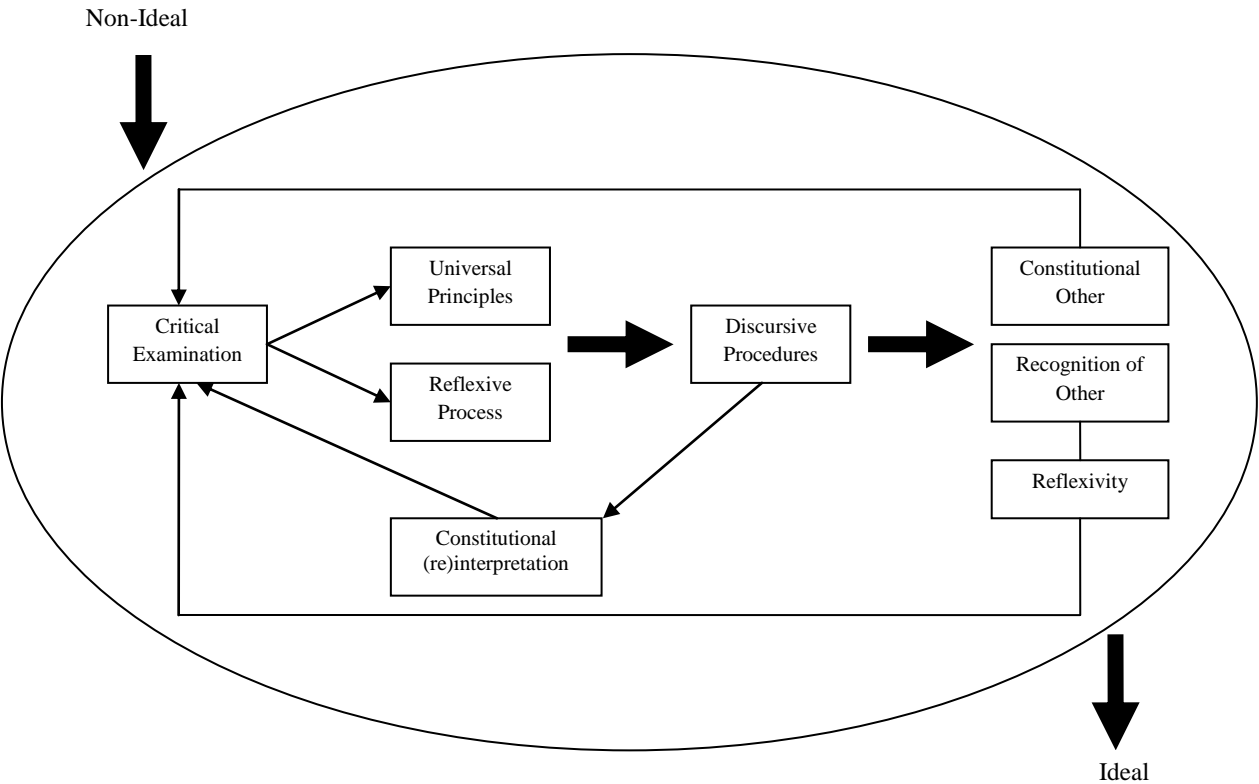 Non-Ideal
Universal
Principles
Constitutional
Other
Critical
Examination
Discursive
Procedures
Reflexive
Process
Recognition of
Other
Reflexivity
Constitutional
(re)interpretation
Ideal